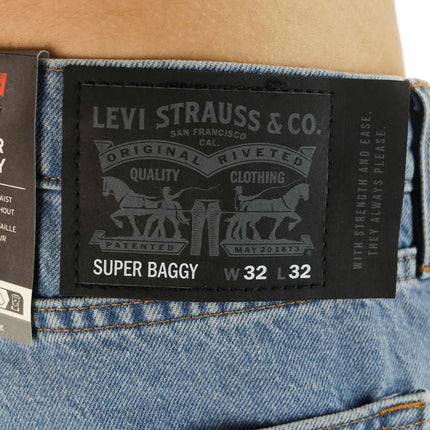 LEVI STRAUSS & CO.
SAN FRANCISCO
CAL.
ORIGINAL RIVETED
QUALITY CLOTHING
PATENTED MAY 20 1873
SUPER BAGGY W 32 L 32
WITH STRENGTH AND EASE,
THEY ALWAYS PLEASE.